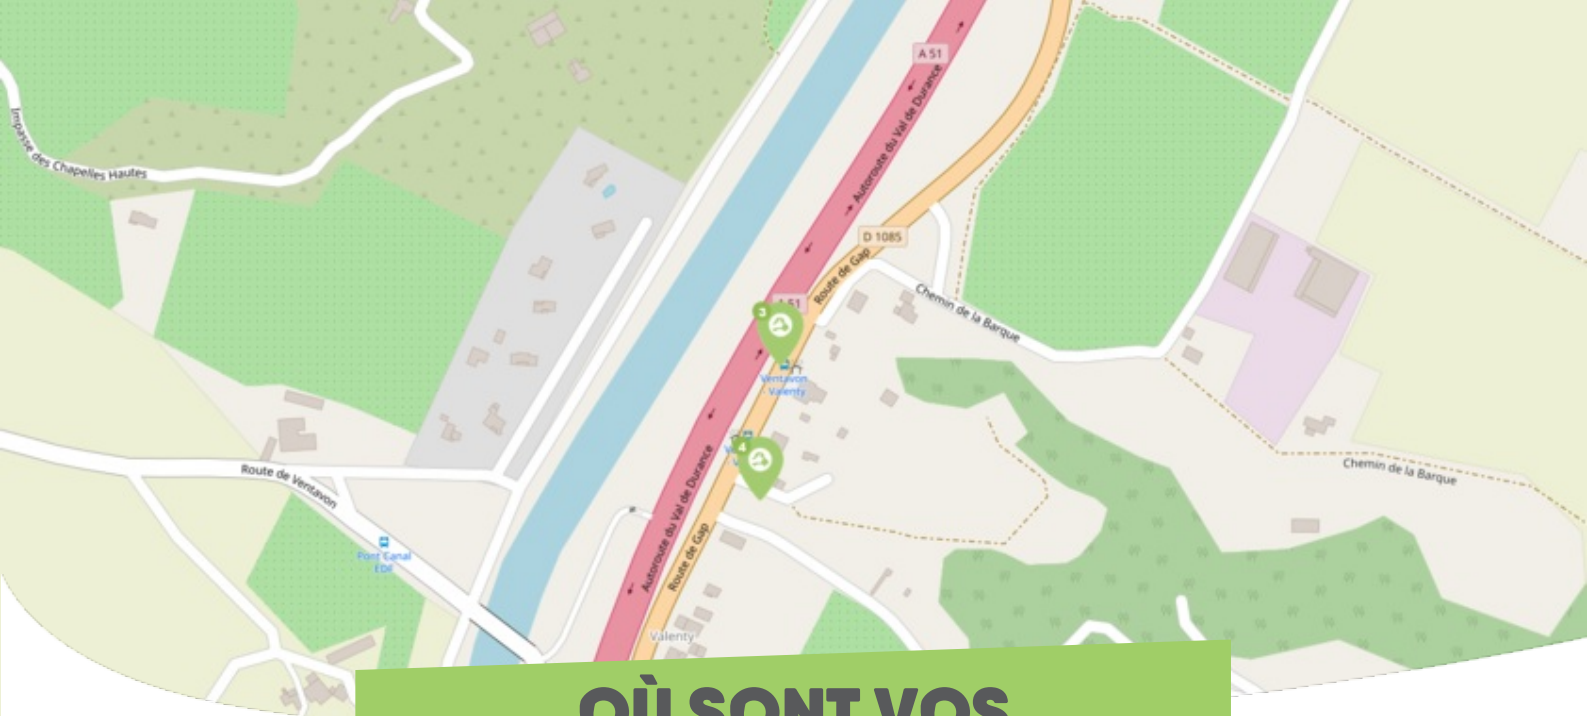 A 51
Autoroute du Val de Durance
Impasse des Chapelles Hautes
D 1085
Route de Gap
Chemin de la Barque
51
3
Ventavon
- Valenty
4
Autoroute du Val de Durance
Route de Gap
Route de Ventavon
Chemin de la Barque
Pont Canal
EDF
Valenty
OÙ SONT VOS